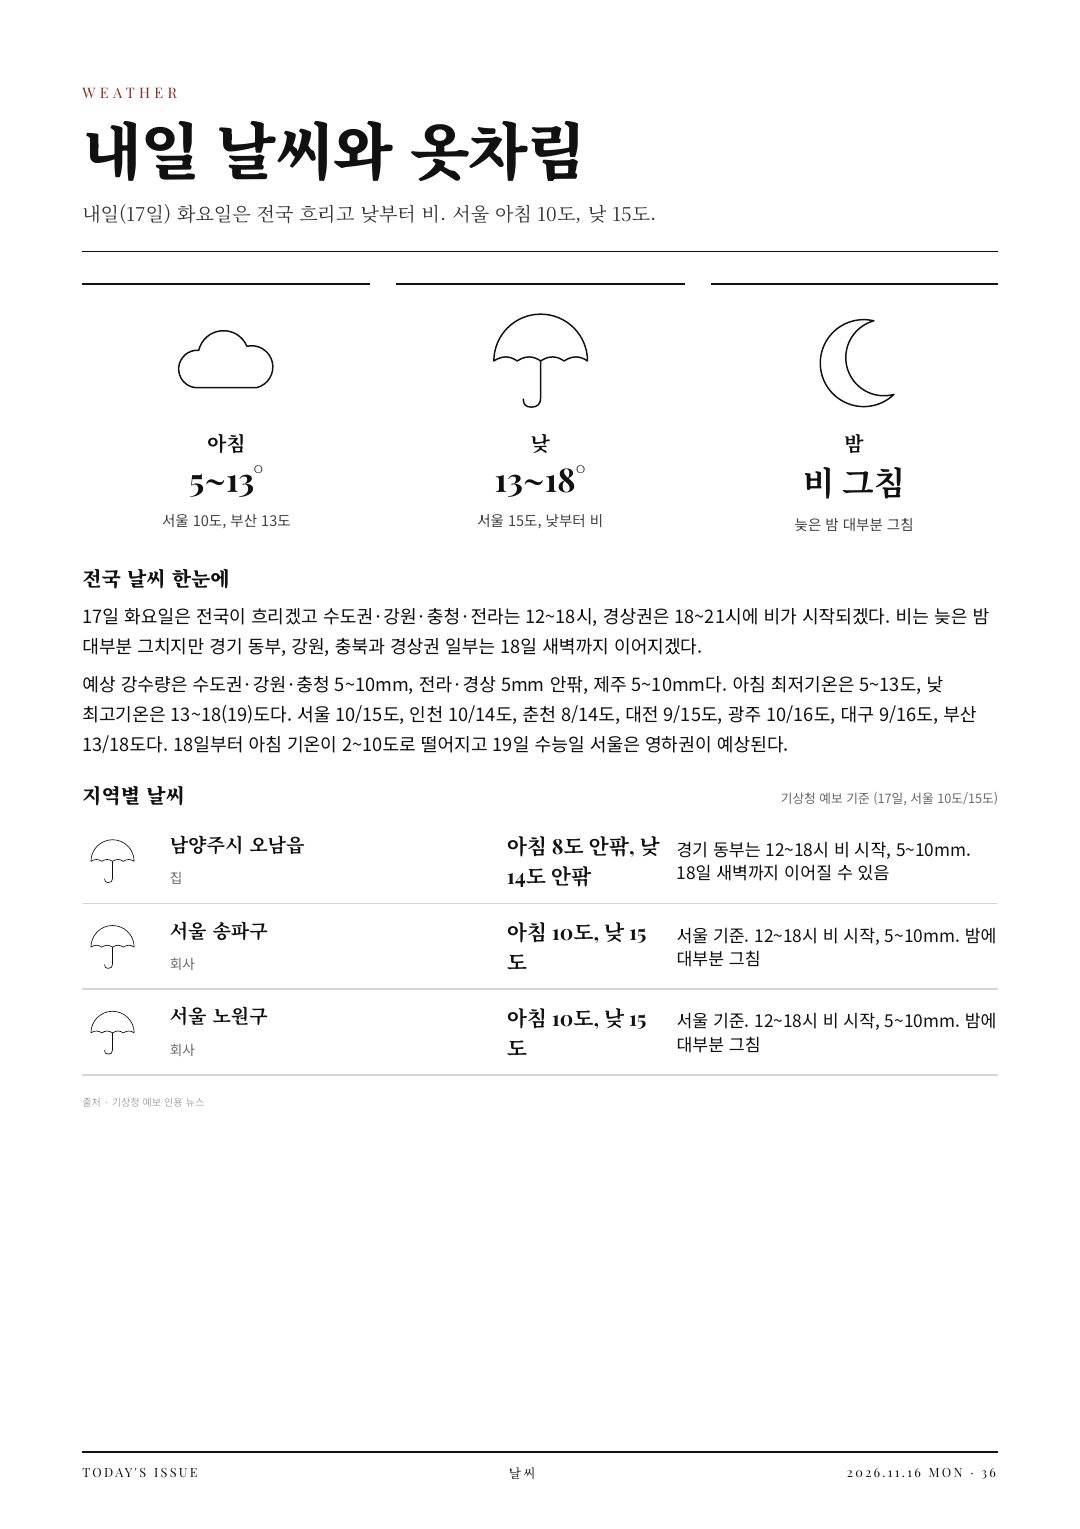 WEATHER
내일 날씨와 옷차림
내일(17일) 화요일은 전국 흐리고 낮부터 비. 서울 아침 10도, 낮 15도.
아침
5~13°
서울 10도, 부산 13도
낮
13~18°
서울 15도, 낮부터 비
밤
비 그침
늦은 밤 대부분 그침
전국 날씨 한눈에
17일 화요일은 전국이 흐리겠고 수도권·강원·충청·전라는 12~18시, 경상권은 18~21시에 비가 시작되겠다. 비는 늦은 밤
대부분 그치지만 경기 동부, 강원, 충북과 경상권 일부는 18일 새벽까지 이어지겠다.
예상 강수량은 수도권·강원·충청 5~10mm, 전라·경상 5mm 안팎, 제주 5~10mm다. 아침 최저기온은 5~13도, 낮
최고기온은 13~18(19)도다. 서울 10/15도, 인천 10/14도, 춘천 8/14도, 대전 9/15도, 광주 10/16도, 대구 9/16도, 부산
13/18도다. 18일부터 아침 기온이 2~10도로 떨어지고 19일 수능일 서울은 영하권이 예상된다.
지역별 날씨
기상청 예보 기준 (17일, 서울 10도/15도)
남양주시 오남읍
집
아침 8도 안팎, 낮
14도 안팎
경기 동부는 12~18시 비 시작, 5~10mm.
18일 새벽까지 이어질 수 있음
서울 송파구
회사
아침 10도, 낮 15
도
서울 기준. 12~18시 비 시작, 5~10mm. 밤에
대부분 그침
서울 노원구
회사
아침 10도, 낮 15
도
서울 기준. 12~18시 비 시작, 5~10mm. 밤에
대부분 그침
출처 · 기상청 예보 인용 뉴스
TODAY'S ISSUE
날씨
2026.11.16 MON · 36